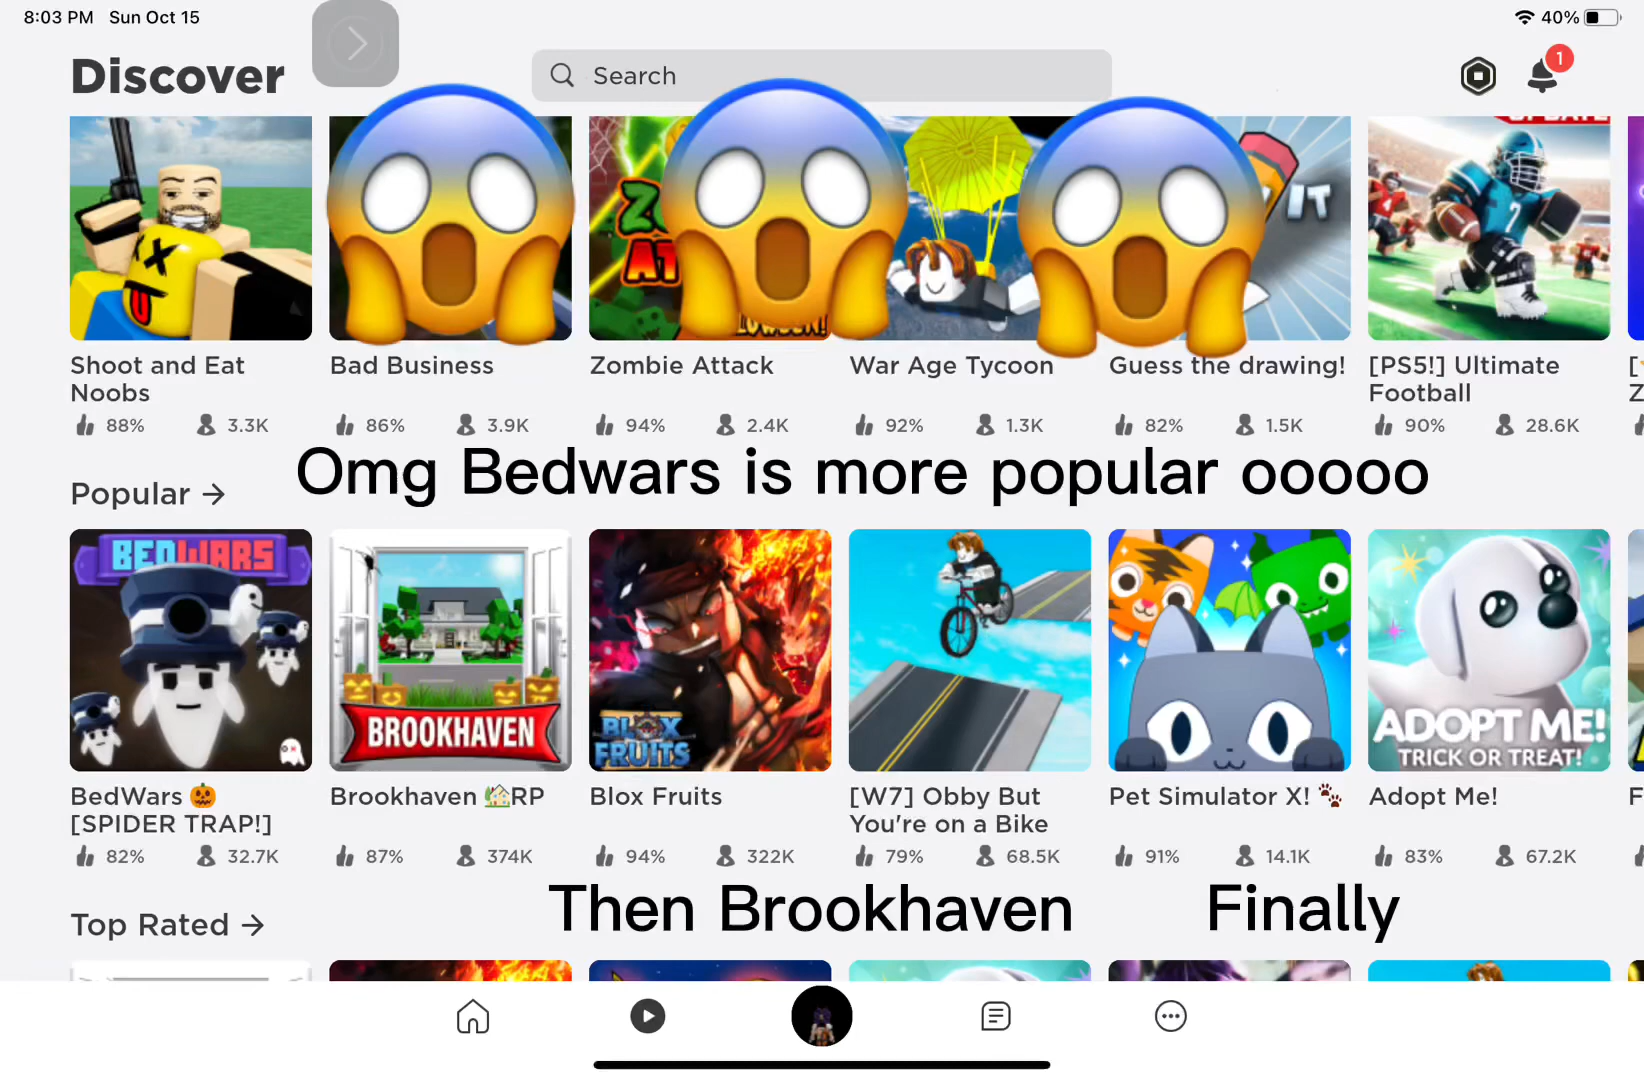 8:03 PM Sun Oct 15
40%
Discover
Search
1
UPDATE
IT
2
Shoot and Eat
Noobs
Bad Business
Zombie Attack
War Age Tycoon
Guess the drawing!
[PS5!] Ultimate
Football
88% 3.3K
86% 3.9K
94% 2.4K
92% 1.3K
82% 1.5K
90% 28.6K
Omg Bedwars is more popular ooooo
Popular →
BEDWARS
BROOKHAVEN
BLOX
FRUITS
ADOPT ME!
TRICK OR TREAT!
BedWars 🎃
[SPIDER TRAP!]
Brookhaven 🏡RP
Blox Fruits
[W7] Obby But
You're on a Bike
Pet Simulator X! 🐾
Adopt Me!
82% 32.7K
87% 374K
94% 322K
79% 68.5K
91% 14.1K
83% 67.2K
Then Brookhaven Finally
Top Rated →